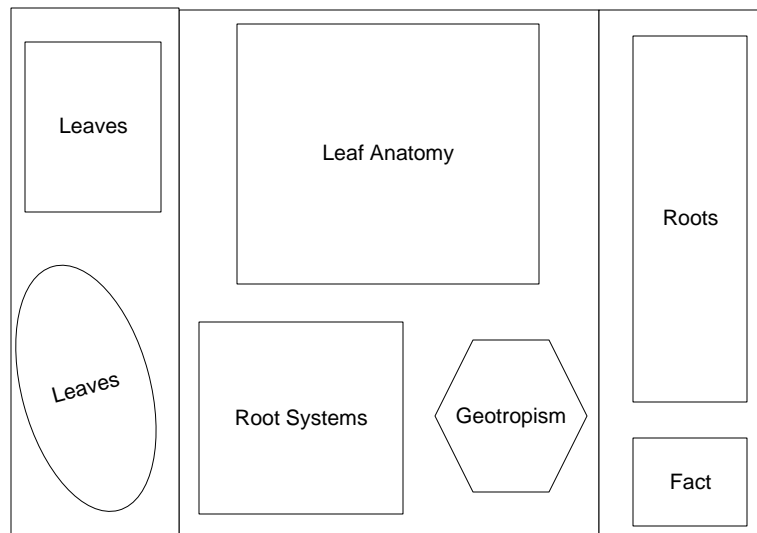 Leaves
Leaves
Leaf Anatomy
Root Systems
Geotropism
Roots
Fact